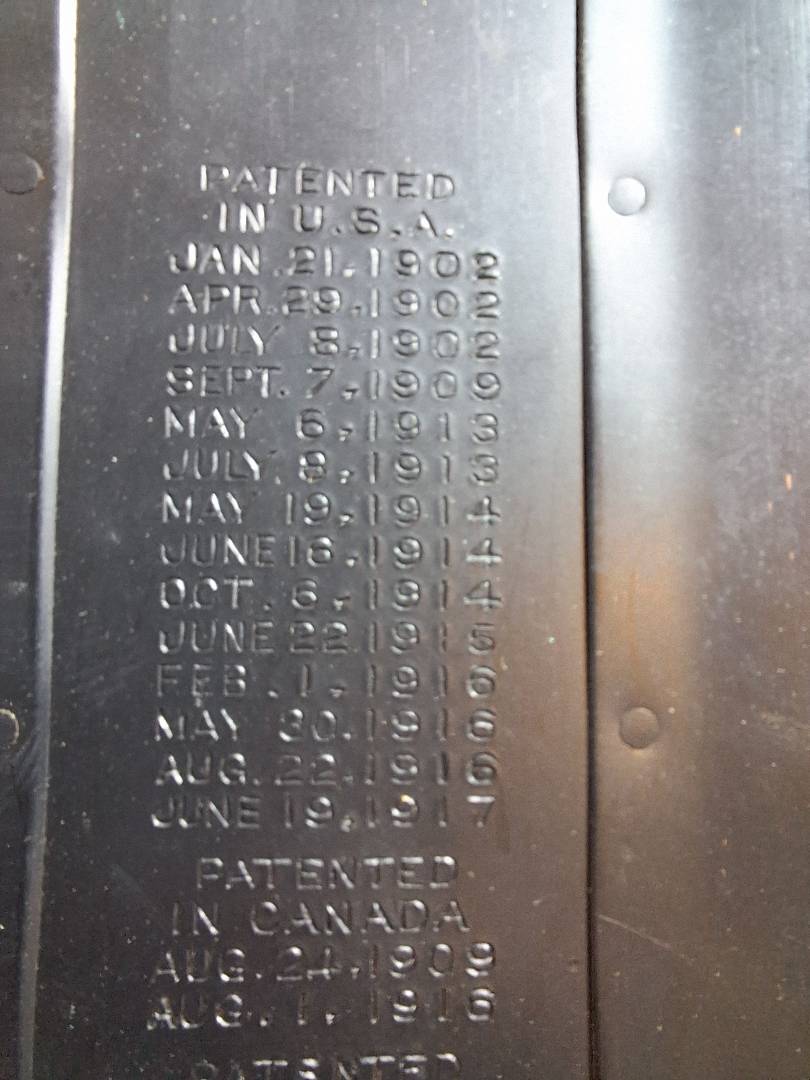 PATENTED
IN U.S.A.
JAN.21.1902
APR.29.1902
JULY 8.1902
SEPT. 7.1909
MAY 6.1913
JULY.8.1913
MAY 19.1914
JUNE 16.1914
OCT.6.1914
JUNE 22 1915
FEB.1.1916
MAY 30.1916
AUG.22.1916
JUNE 19.1917
PATENTED
IN CANADA
AUG.24.1909
AUG.1.1916
PATENTED